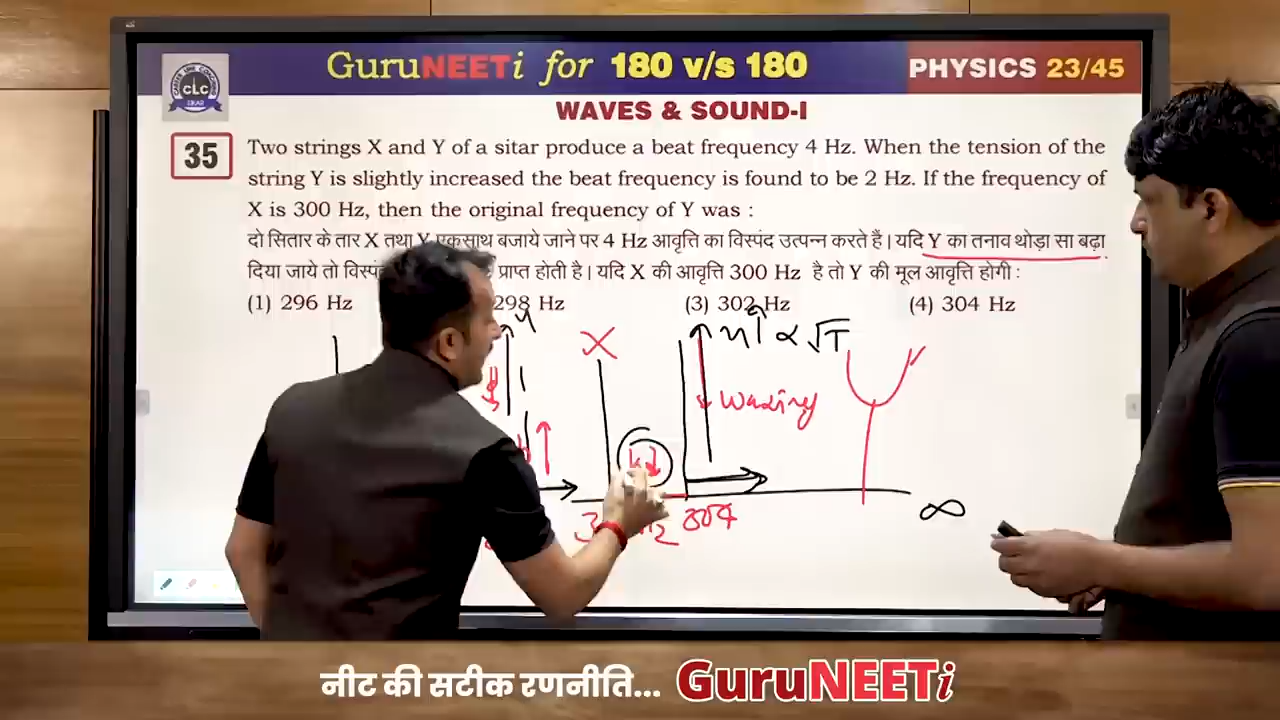 GuruNEETi for 180 v/s 180
PHYSICS 23/45
CLC
SIKAR
WAVES & SOUND-I
35
Two strings X and Y of a sitar produce a beat frequency 4 Hz. When the tension of the
string Y is slightly increased the beat frequency is found to be 2 Hz. If the frequency of
X is 300 Hz, then the original frequency of Y was :
दो सितार के तार X तथा Y एकसाथ बजाये जाने पर 4 Hz आवृत्ति का विस्पंद उत्पन्न करते हैं। यदि Y का तनाव थोड़ा सा बढ़ा
दिया जाये तो प्राप्त होती है। यदि X की आवृत्ति 300 Hz है तो Y की मूल आवृत्ति होगी :
(1) 296 Hz 298 Hz (3) 302 Hz (4) 304 Hz
X
∝ √T
Y
Waxing
304
∞
नीट की सटीक रणनीति... GuruNEETi